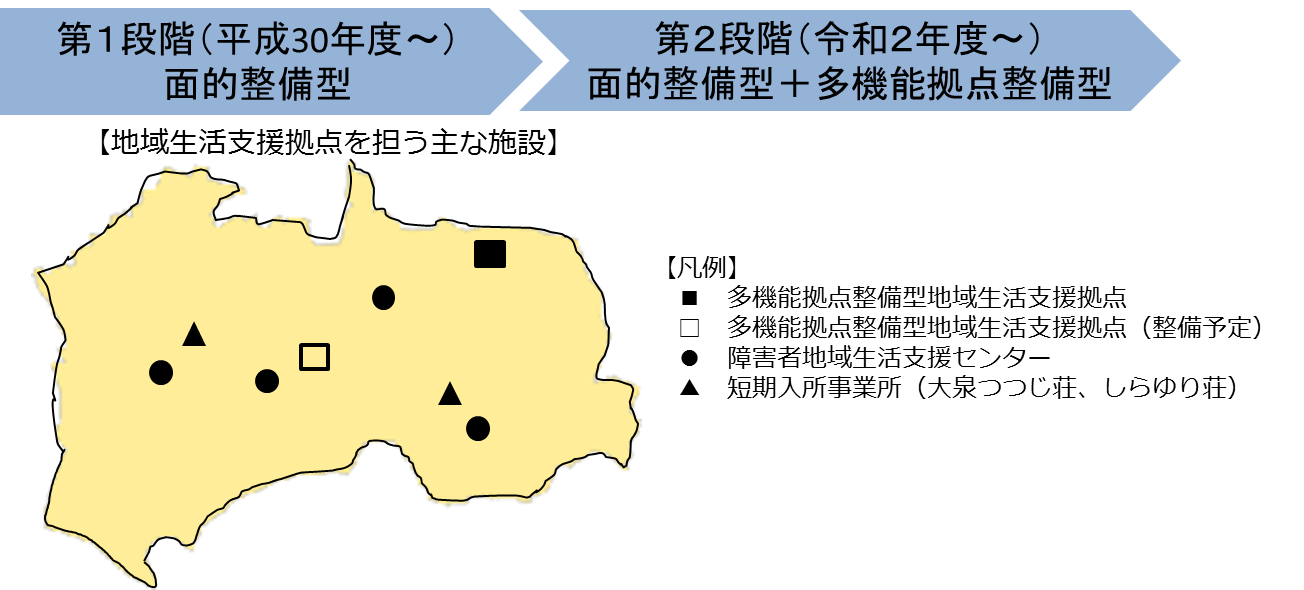 第１段階（平成30年度～）
面的整備型
第２段階（令和２年度～）
面的整備型＋多機能拠点整備型
【地域生活支援拠点を担う主な施設】
【凡例】
■ 多機能拠点整備型地域生活支援拠点
□ 多機能拠点整備型地域生活支援拠点（整備予定）
● 障害者地域生活支援センター
▲ 短期入所事業所（大泉つつじ荘、しらゆり荘）